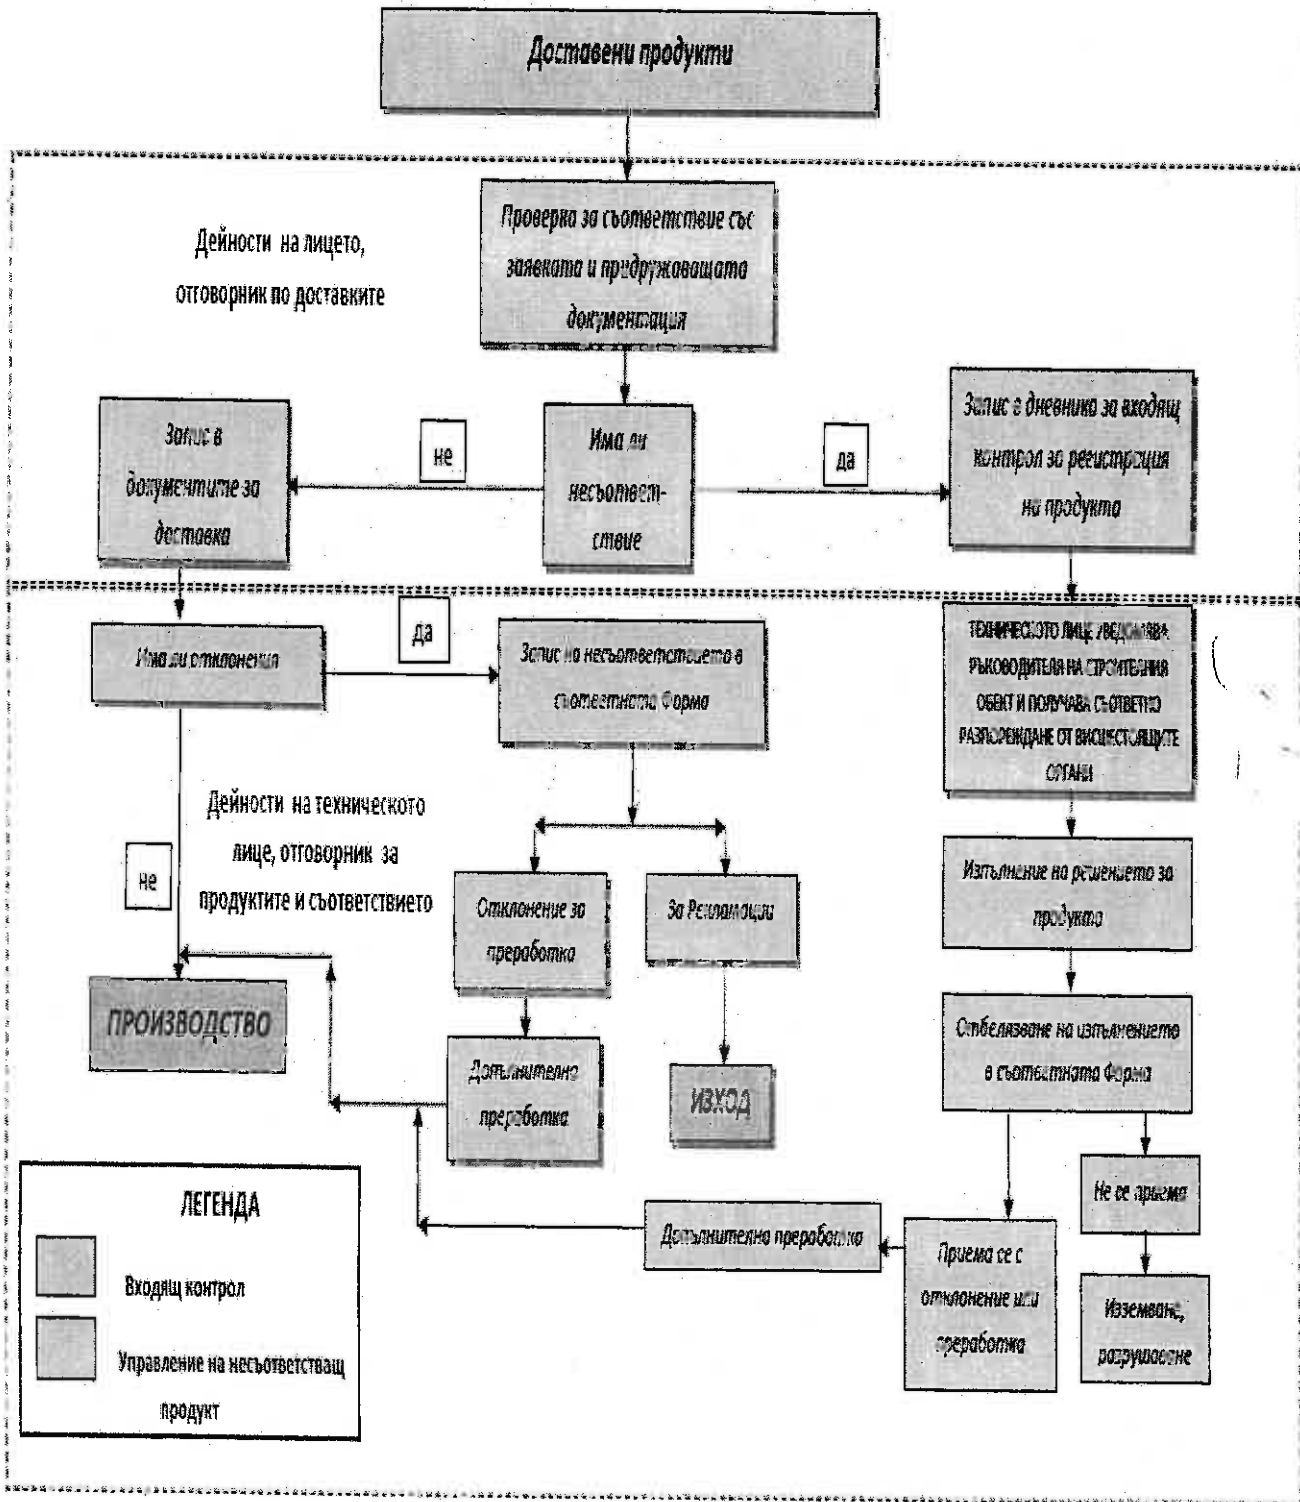 Доставени продукти
Проверка за съответствие със
заявката и придружаващата
документация
Дейности на лицето,
отговорник по доставките
Запис в
документите за
доставка
не
Има ли
несъответ-
ствие
да
Запис в дневника за входящ
контрол за регистрация
на продукта
Има ли отклонения
да
Запис на несъответствието в
съответната Форма
ТЕХНИЧЕСКОТО ЛИЦЕ УВЕДОМЯВА
РЪКОВОДИТЕЛЯ НА СТРОИТЕЛНИЯ
ОБЕКТ И ПОЛУЧАВА СЪОТВЕТНО
РАЗПОРЕЖДАНЕ ОТ ВИСШЕСТОЯЩИТЕ
ОРГАНИ
Дейности на техническото
лице, отговорник за
продуктите и съответствието
не
Отклонение за
преработка
За Рекламации
Изпълнение на решението за
продукта
ПРОИЗВОДСТВО
Допълнително
преработка
ИЗХОД
Отбелязване на изпълнението
в съответната Форма
Не се приема
Допълнително преработка
Приема се с
отклонение или
преработка
Изземване,
разрушаване
ЛЕГЕНДА
Входящ контрол
Управление на несъответстващ
продукт